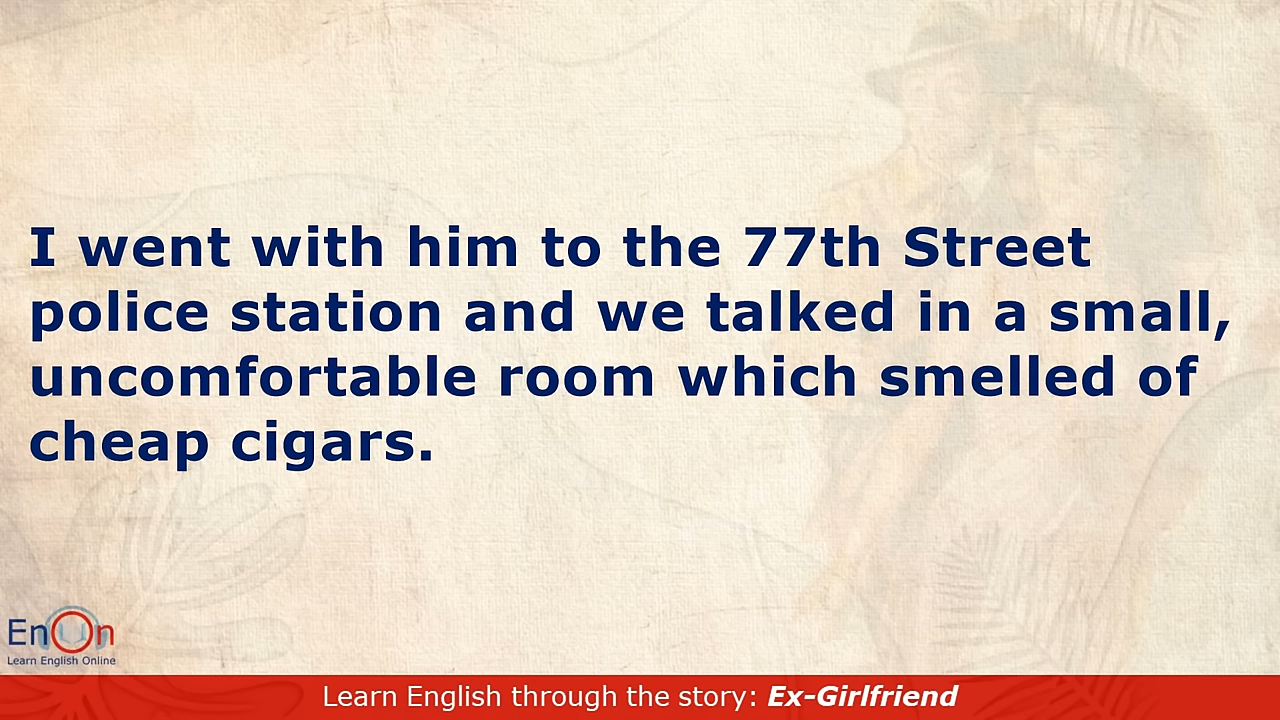 I went with him to the 77th Street
police station and we talked in a small,
uncomfortable room which smelled of
cheap cigars.
EnOn
Learn English Online
Learn English through the story: Ex-Girlfriend